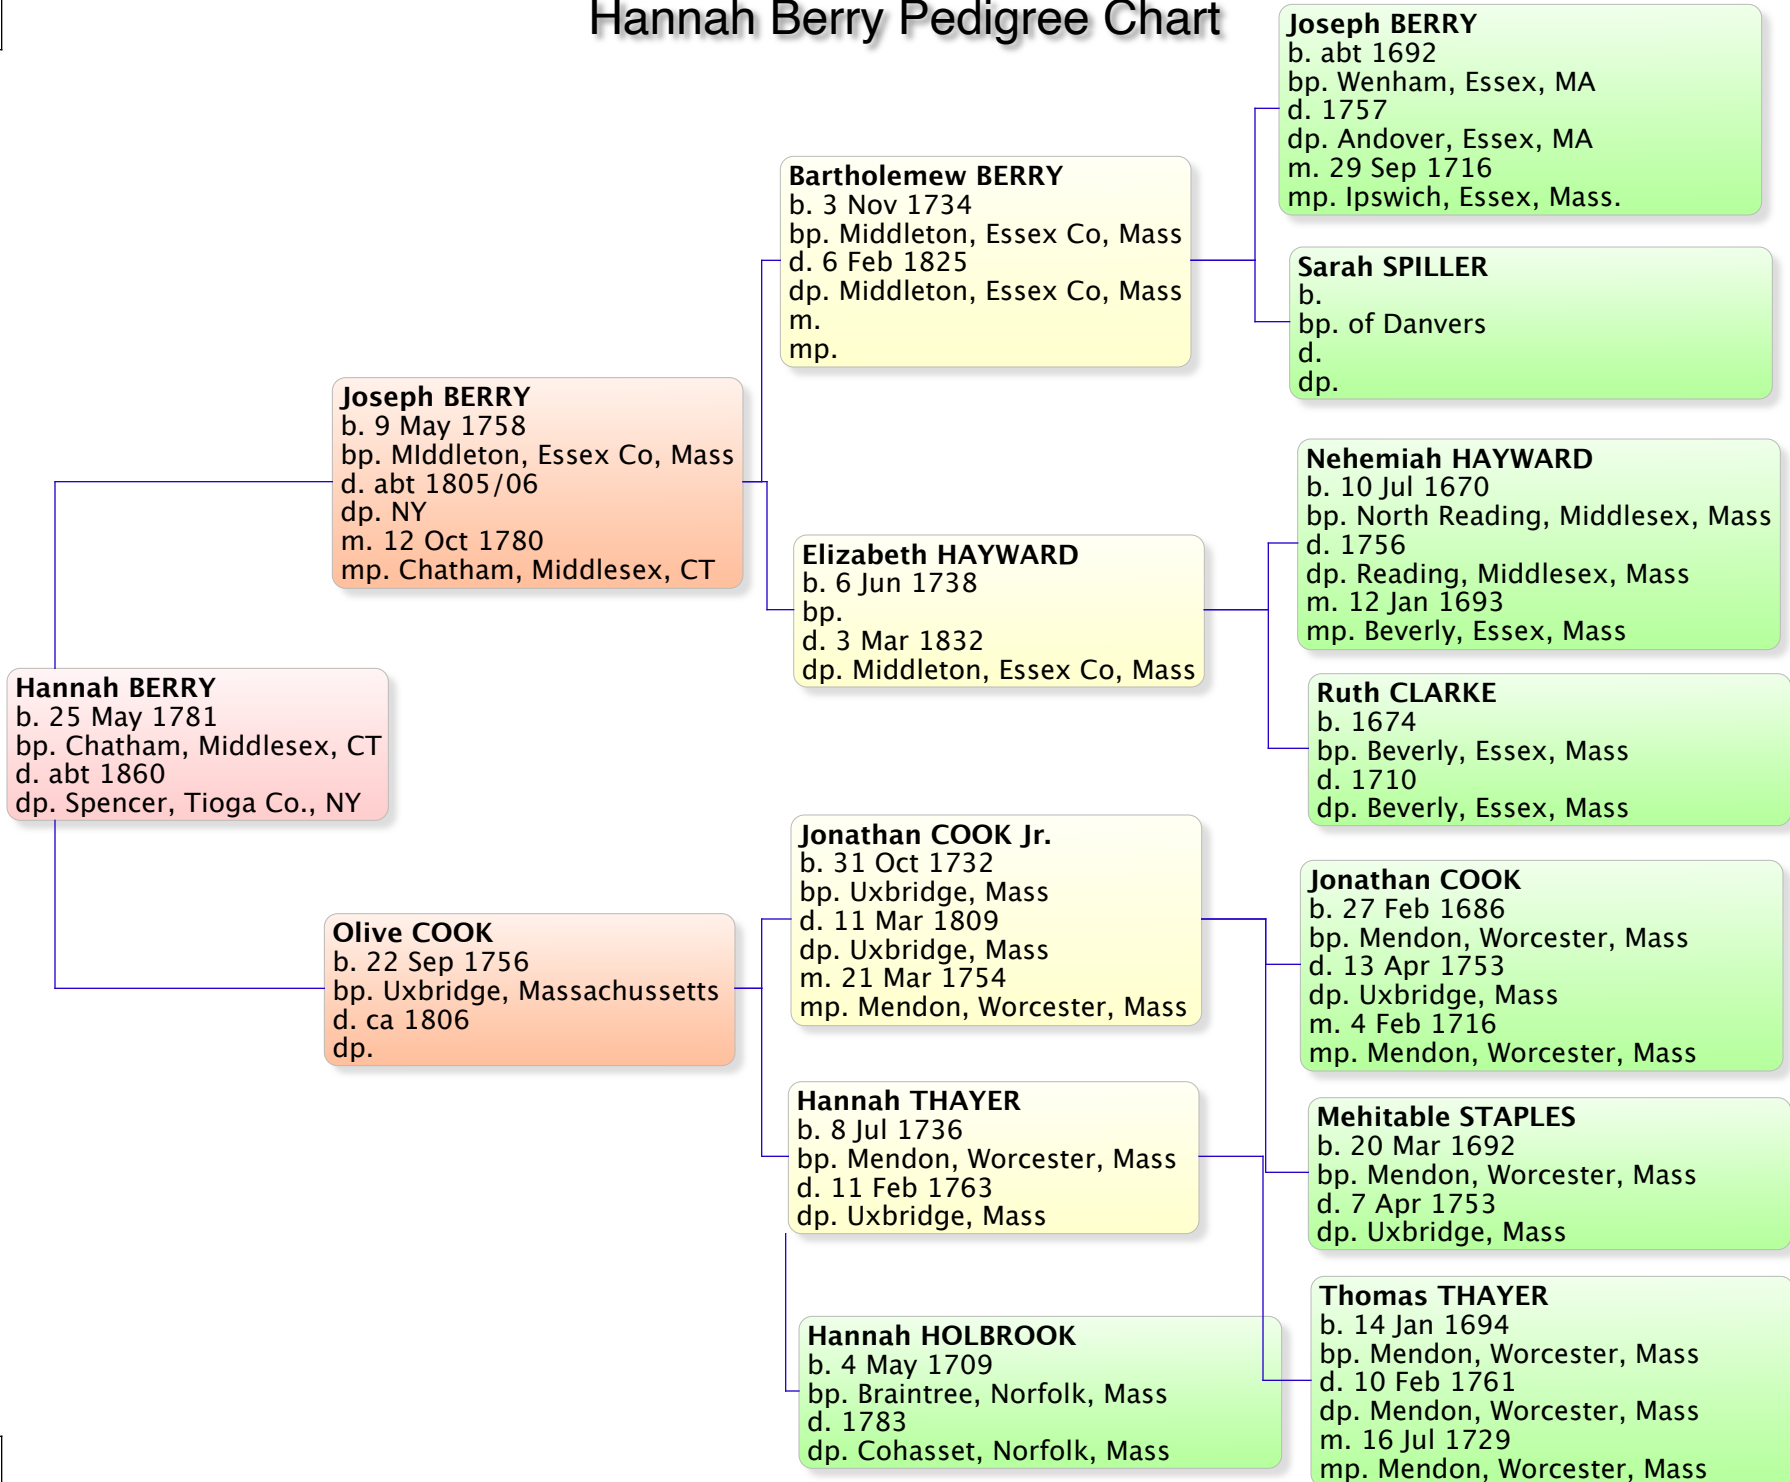 Hannah Berry Pedigree Chart
Joseph BERRY
b. abt 1692
bp. Wenham, Essex, MA
d. 1757
dp. Andover, Essex, MA
m. 29 Sep 1716
mp. Ipswich, Essex, Mass.
Bartholemew BERRY
b. 3 Nov 1734
bp. Middleton, Essex Co, Mass
d. 6 Feb 1825
dp. Middleton, Essex Co, Mass
m.
mp.
Sarah SPILLER
b.
bp. of Danvers
d.
dp.
Joseph BERRY
b. 9 May 1758
bp. MIddleton, Essex Co, Mass
d. abt 1805/06
dp. NY
m. 12 Oct 1780
mp. Chatham, Middlesex, CT
Nehemiah HAYWARD
b. 10 Jul 1670
bp. North Reading, Middlesex, Mass
d. 1756
dp. Reading, Middlesex, Mass
m. 12 Jan 1693
mp. Beverly, Essex, Mass
Elizabeth HAYWARD
b. 6 Jun 1738
bp.
d. 3 Mar 1832
dp. Middleton, Essex Co, Mass
Ruth CLARKE
b. 1674
bp. Beverly, Essex, Mass
d. 1710
dp. Beverly, Essex, Mass
Hannah BERRY
b. 25 May 1781
bp. Chatham, Middlesex, CT
d. abt 1860
dp. Spencer, Tioga Co., NY
Jonathan COOK Jr.
b. 31 Oct 1732
bp. Uxbridge, Mass
d. 11 Mar 1809
dp. Uxbridge, Mass
m. 21 Mar 1754
mp. Mendon, Worcester, Mass
Jonathan COOK
b. 27 Feb 1686
bp. Mendon, Worcester, Mass
d. 13 Apr 1753
dp. Uxbridge, Mass
m. 4 Feb 1716
mp. Mendon, Worcester, Mass
Olive COOK
b. 22 Sep 1756
bp. Uxbridge, Massachussetts
d. ca 1806
dp.
Hannah THAYER
b. 8 Jul 1736
bp. Mendon, Worcester, Mass
d. 11 Feb 1763
dp. Uxbridge, Mass
Mehitable STAPLES
b. 20 Mar 1692
bp. Mendon, Worcester, Mass
d. 7 Apr 1753
dp. Uxbridge, Mass
Hannah HOLBROOK
b. 4 May 1709
bp. Braintree, Norfolk, Mass
d. 1783
dp. Cohasset, Norfolk, Mass
Thomas THAYER
b. 14 Jan 1694
bp. Mendon, Worcester, Mass
d. 10 Feb 1761
dp. Mendon, Worcester, Mass
m. 16 Jul 1729
mp. Mendon, Worcester, Mass